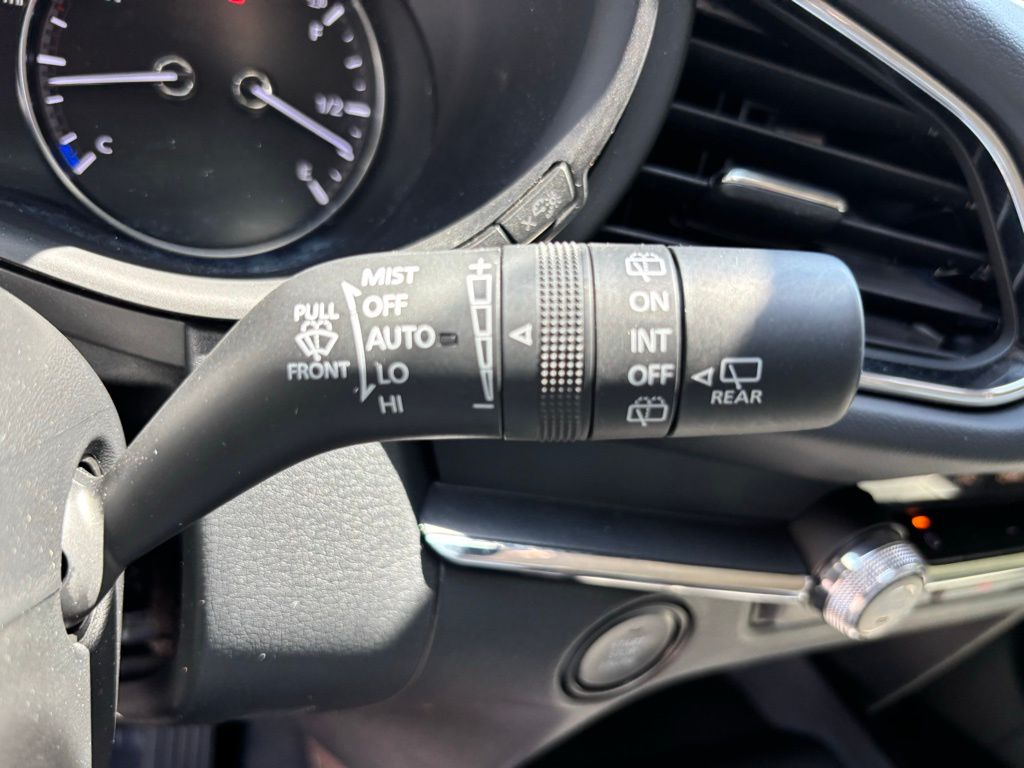 F
1/2
E
C
MIST
OFF
AUTO
LO
HI
PULL
FRONT
+
-
ON
INT
OFF
REAR